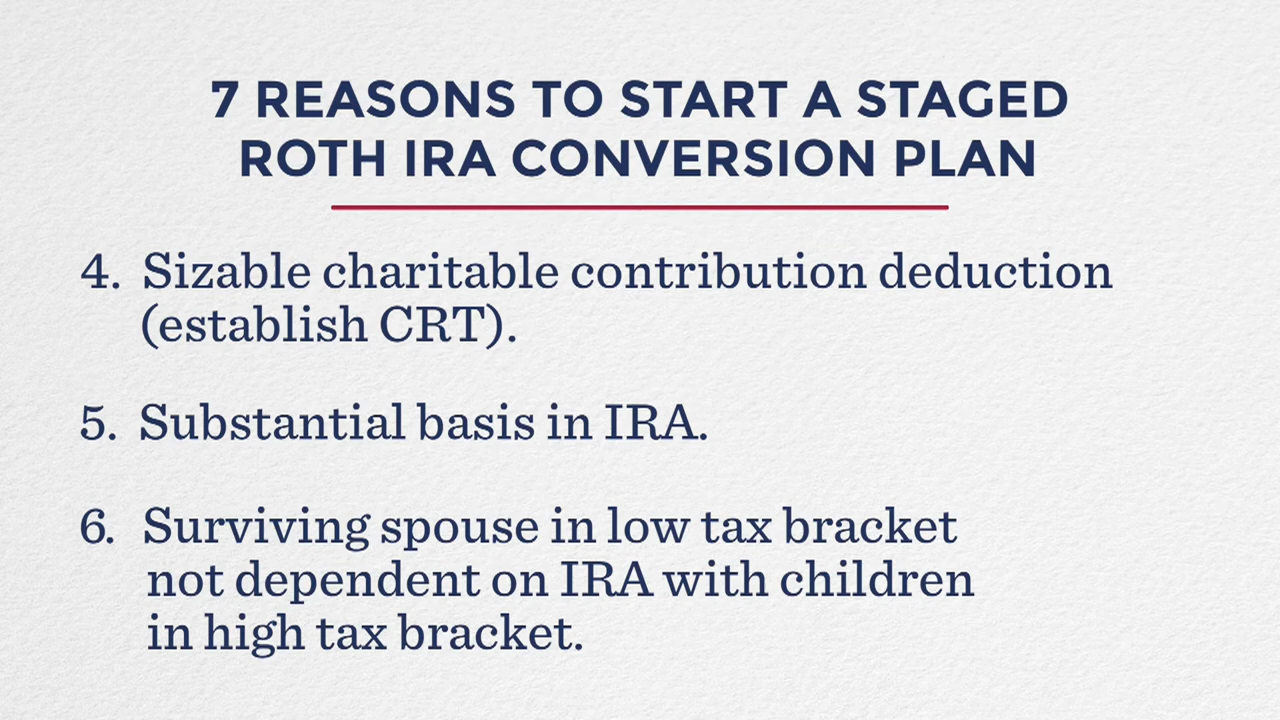 7 REASONS TO START A STAGED
ROTH IRA CONVERSION PLAN
4. Sizable charitable contribution deduction
(establish CRT).
5. Substantial basis in IRA.
6. Surviving spouse in low tax bracket
not dependent on IRA with children
in high tax bracket.